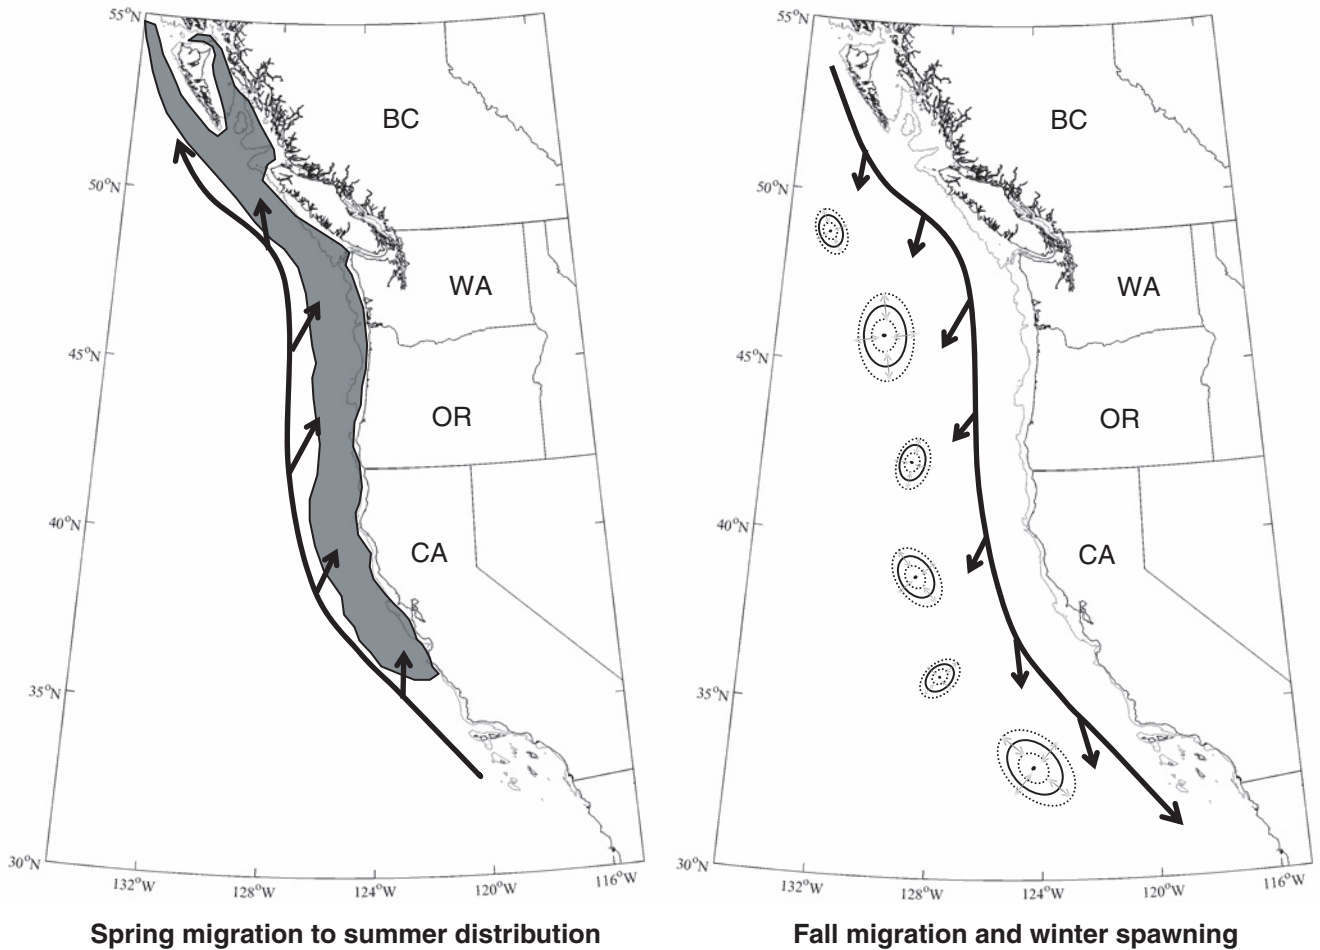 55°N
50°N
45°N
40°N
35°N
30°N
132°W
128°W
124°W
120°W
116°W
BC
WA
OR
CA
Spring migration to summer distribution
55°N
50°N
45°N
40°N
35°N
30°N
132°W
128°W
124°W
120°W
116°W
BC
WA
OR
CA
Fall migration and winter spawning